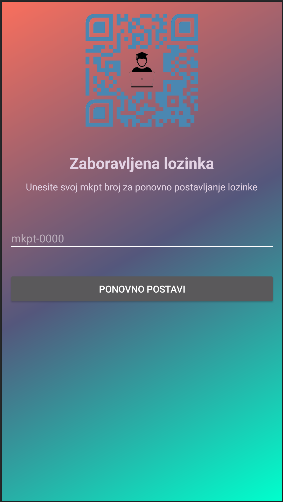 Zaboravljena lozinka
Unesite svoj mkpt broj za ponovno postavljanje lozinke
mkpt-0000
PONOVNO POSTAVI